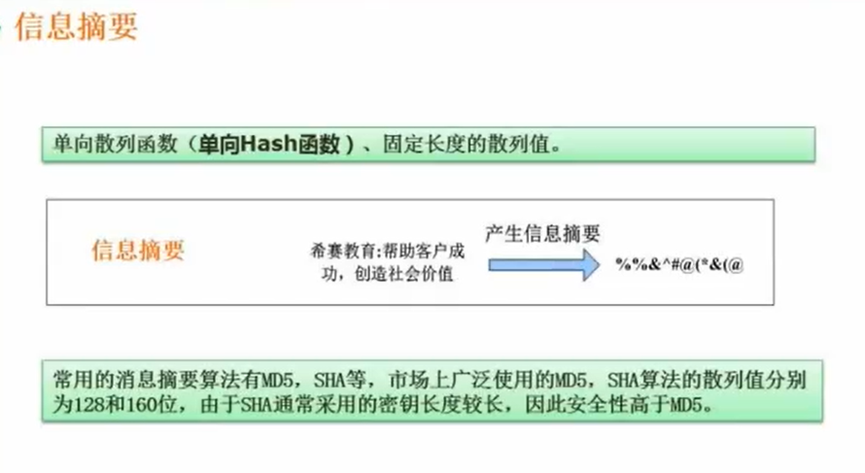 信息摘要
单向散列函数（单向Hash函数）、固定长度的散列值。
信息摘要
希赛教育:帮助客户成
功，创造社会价值
产生信息摘要
%%&^#@(*&(@
常用的消息摘要算法有MD5，SHA等，市场上广泛使用的MD5，SHA算法的散列值分别
为128和160位，由于SHA通常采用的密钥长度较长，因此安全性高于MD5。